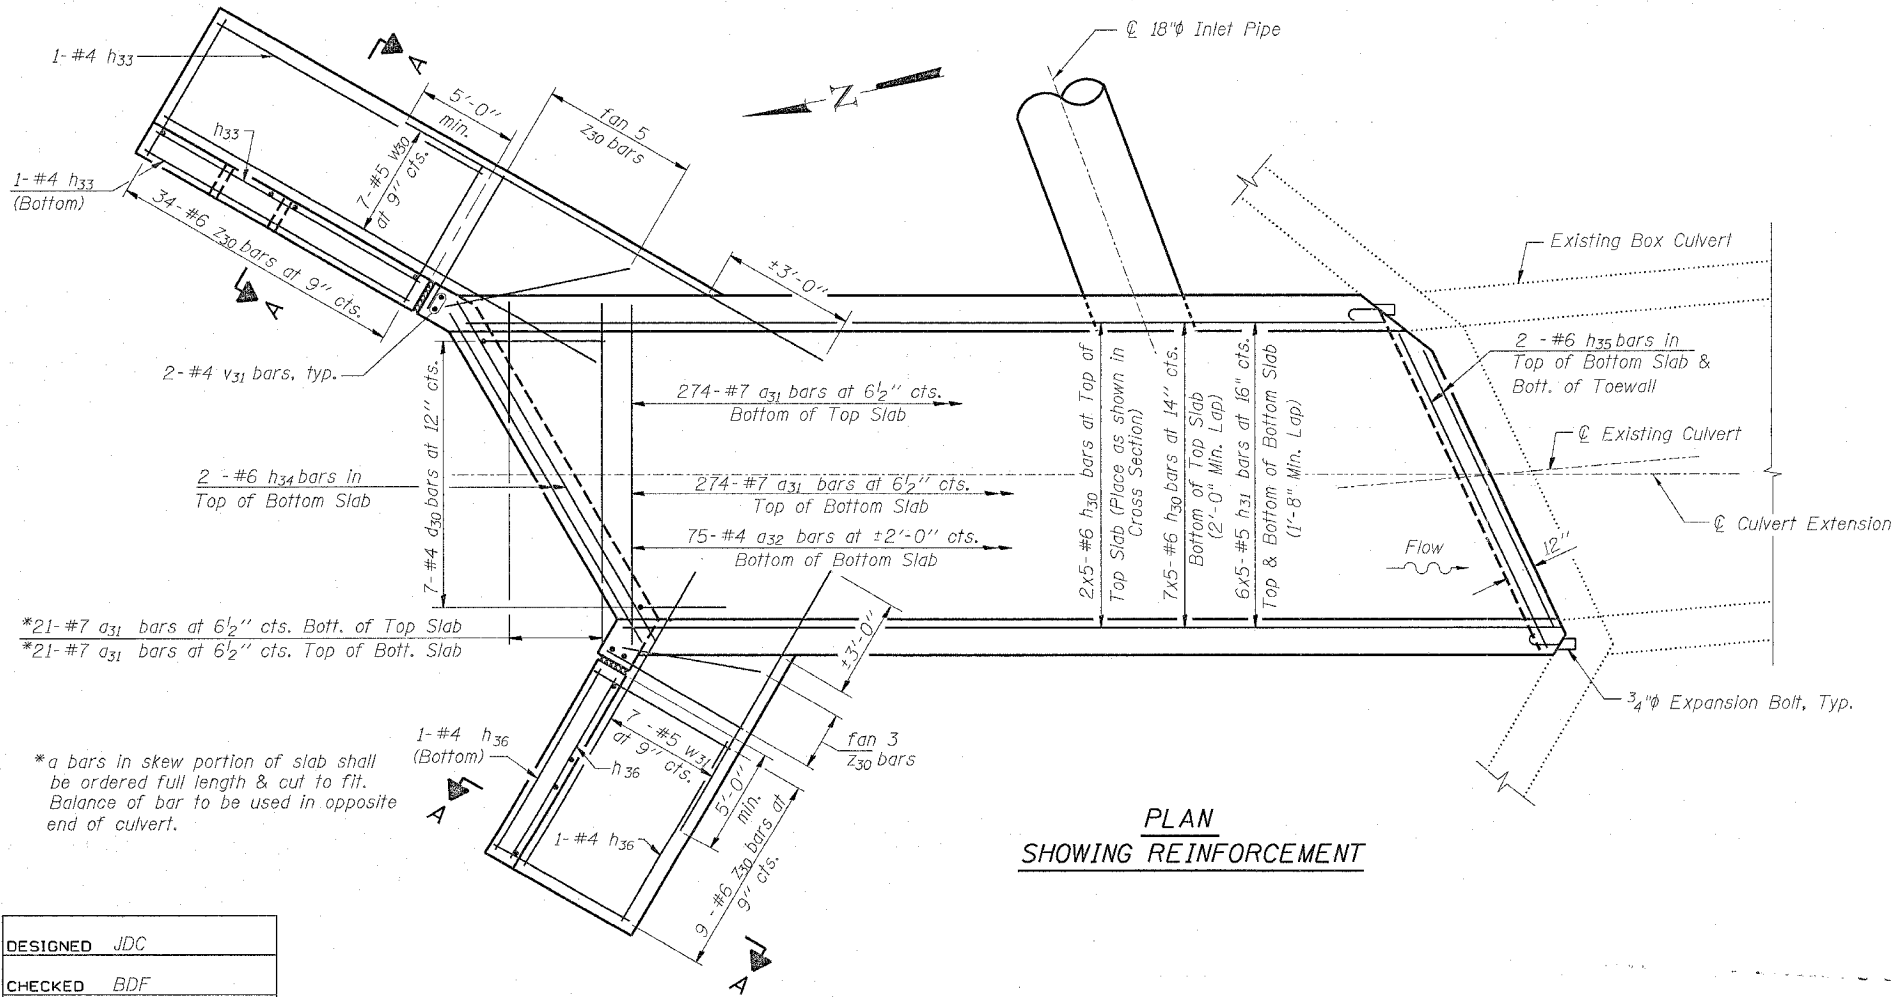 1-#4 h33
A
5'-0"
min.
fan 5
z30 bars
N
℄ 18"φ Inlet Pipe
h33
7-#5 w30
at 9" cts.
1-#4 h33
(Bottom)
34-#6 z30 bars at 9" cts.
A
±3'-0"
Existing Box Culvert
2-#4 v31 bars, typ.
7-#4 d30 bars at 12" cts.
274-#7 a31 bars at 6½" cts.
Bottom of Top Slab
2x5-#6 h30 bars at Top of
Top Slab (Place as shown in
Cross Section)
7x5-#6 h30 bars at 14" cts.
Bottom of Top Slab
(2'-0" Min. Lap)
6x5-#5 h31 bars at 16" cts.
Top & Bottom of Bottom Slab
(1'-8" Min. Lap)
2 -#6 h35 bars in
Top of Bottom Slab &
Bott. of Toewall
℄ Existing Culvert
2 -#6 h34 bars in
Top of Bottom Slab
274-#7 a31 bars at 6½" cts.
Top of Bottom Slab
75-#4 a32 bars at ±2'-0" cts.
Bottom of Bottom Slab
Flow
12"
℄ Culvert Extension
*21-#7 a31 bars at 6½" cts. Bott. of Top Slab
*21-#7 a31 bars at 6½" cts. Top of Bott. Slab
±3'-0"
¾"φ Expansion Bolt, Typ.
1-#4 h36
(Bottom)
h36
7 -#5 w31
at 9" cts.
fan 3
z30 bars
*a bars in skew portion of slab shall
be ordered full length & cut to fit.
Balance of bar to be used in opposite
end of culvert.
A
1-#4 h36
5'-0"
min.
9 -#6 z30 bars at
9" cts.
A
PLAN
SHOWING REINFORCEMENT
DESIGNED JDC
CHECKED BDF